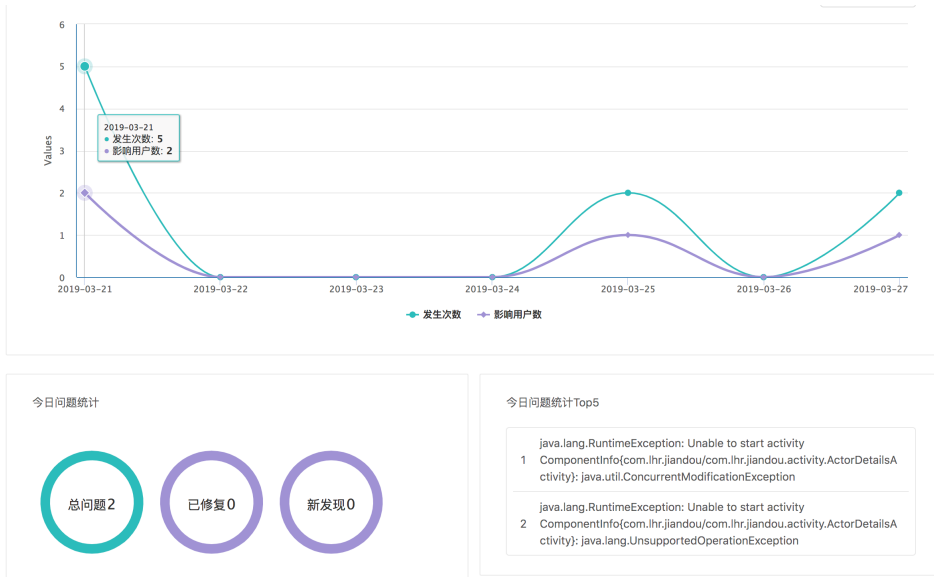 6
5
4
3
2
1
0
Values
2019-03-21
发生次数: 5
影响用户数: 2
2019-03-21 2019-03-22 2019-03-23 2019-03-24 2019-03-25 2019-03-26 2019-03-27
发生次数 影响用户数
今日问题统计
总问题2 已修复0 新发现0
今日问题统计Top5
1 java.lang.RuntimeException: Unable to start activity
ComponentInfo{com.lhr.jiandou/com.lhr.jiandou.activity.ActorDetailsA
ctivity}: java.util.ConcurrentModificationException
2 java.lang.RuntimeException: Unable to start activity
ComponentInfo{com.lhr.jiandou/com.lhr.jiandou.activity.ActorDetailsA
ctivity}: java.lang.UnsupportedOperationException